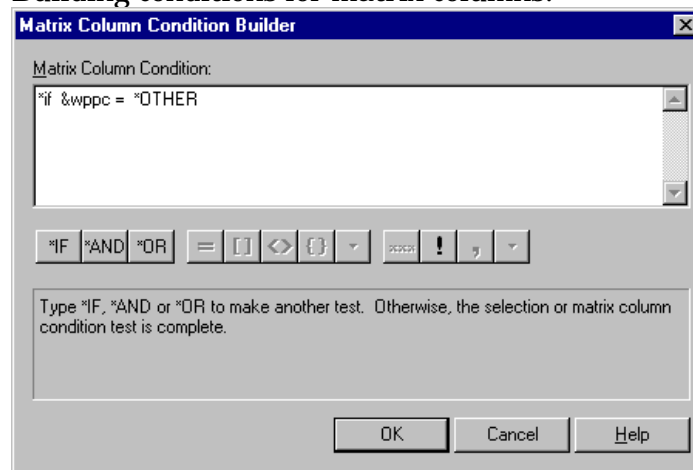 Building conditions for matrix columns.
Matrix Column Condition Builder
Matrix Column Condition:
*if &wppc = *OTHER
*IF *AND *OR = [] <> {} ! ,
Type *IF, *AND or *OR to make another test. Otherwise, the selection or matrix column
condition test is complete.
OK Cancel Help